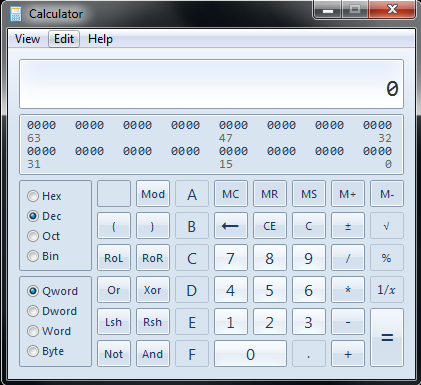 Calculator
View Edit Help
0
0000 0000 0000 0000 0000 0000 0000 0000
63 47 32
0000 0000 0000 0000 0000 0000 0000 0000
31 15 0
Hex
Dec
Oct
Bin
Qword
Dword
Word
Byte
Mod A MC MR MS M+ M-
( ) B ← CE C ± √
RoL RoR C 7 8 9 / %
Or Xor D 4 5 6 * 1/x
Lsh Rsh E 1 2 3 - =
Not And F 0 . +